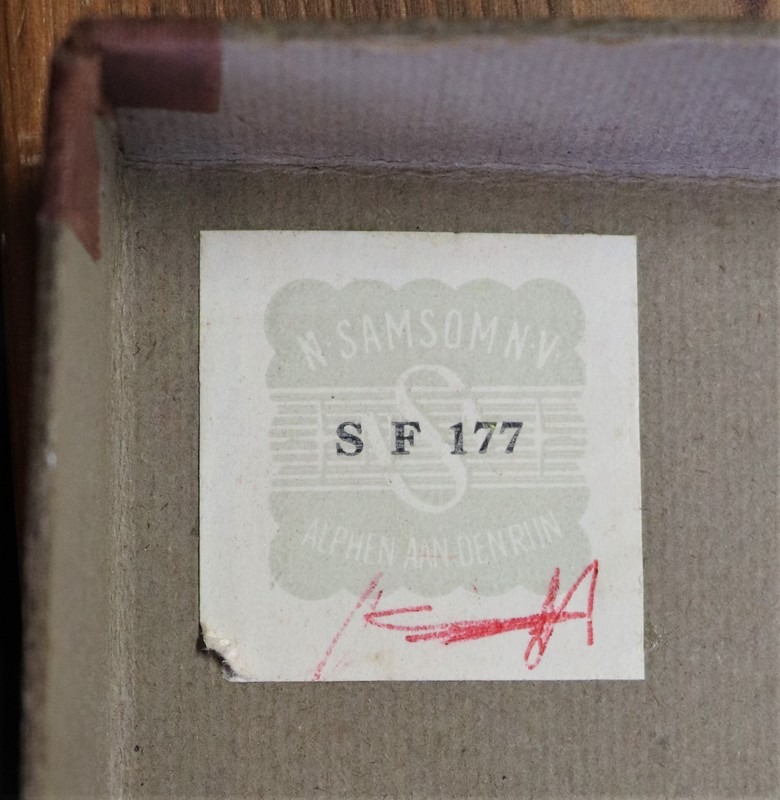 N. SAMSOM N.V.
S F 177
ALPHEN AAN DEN RIJN